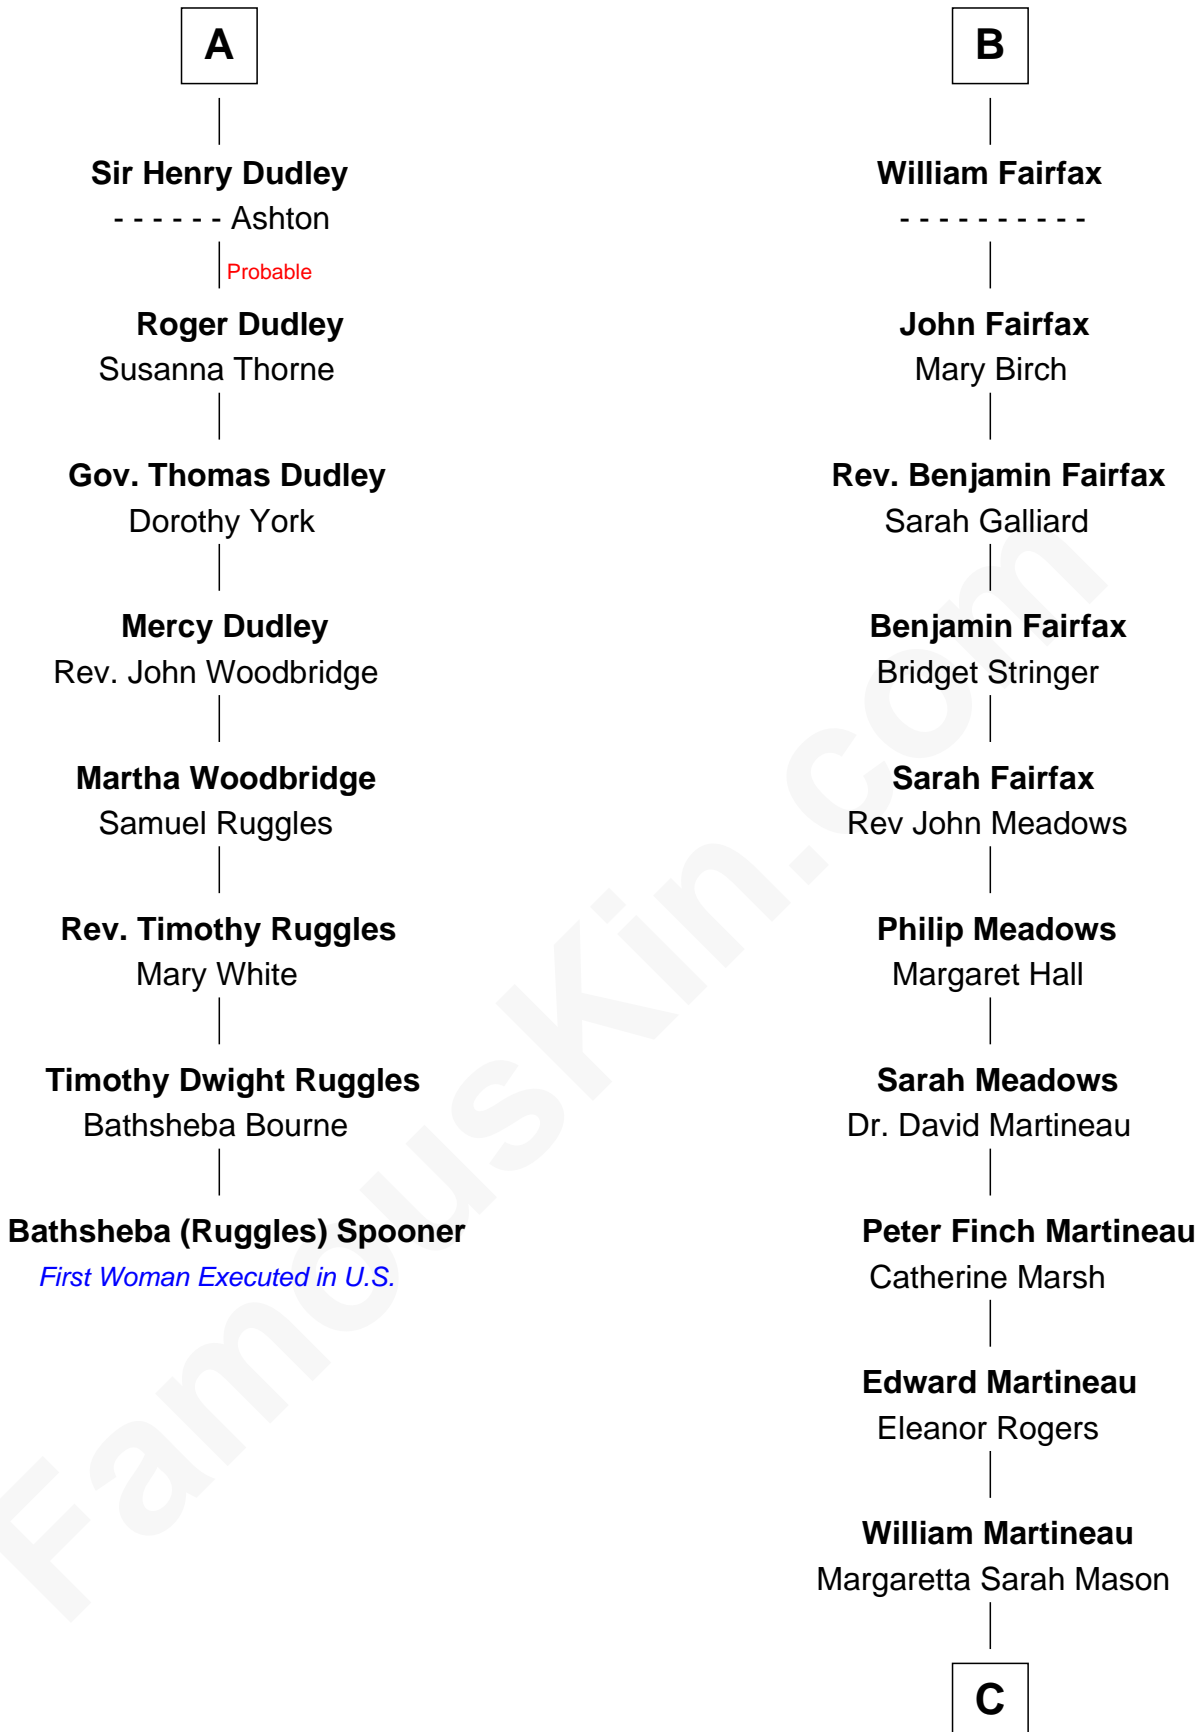 A
Sir Henry Dudley
- - - - - - Ashton
Probable
Roger Dudley
Susanna Thorne
Gov. Thomas Dudley
Dorothy York
Mercy Dudley
Rev. John Woodbridge
Martha Woodbridge
Samuel Ruggles
Rev. Timothy Ruggles
Mary White
Timothy Dwight Ruggles
Bathsheba Bourne
Bathsheba (Ruggles) Spooner
First Woman Executed in U.S.
B
William Fairfax
- - - - - - - - - -
John Fairfax
Mary Birch
Rev. Benjamin Fairfax
Sarah Galliard
Benjamin Fairfax
Bridget Stringer
Sarah Fairfax
Rev John Meadows
Philip Meadows
Margaret Hall
Sarah Meadows
Dr. David Martineau
Peter Finch Martineau
Catherine Marsh
Edward Martineau
Eleanor Rogers
William Martineau
Margaretta Sarah Mason
C
FamousKin.com